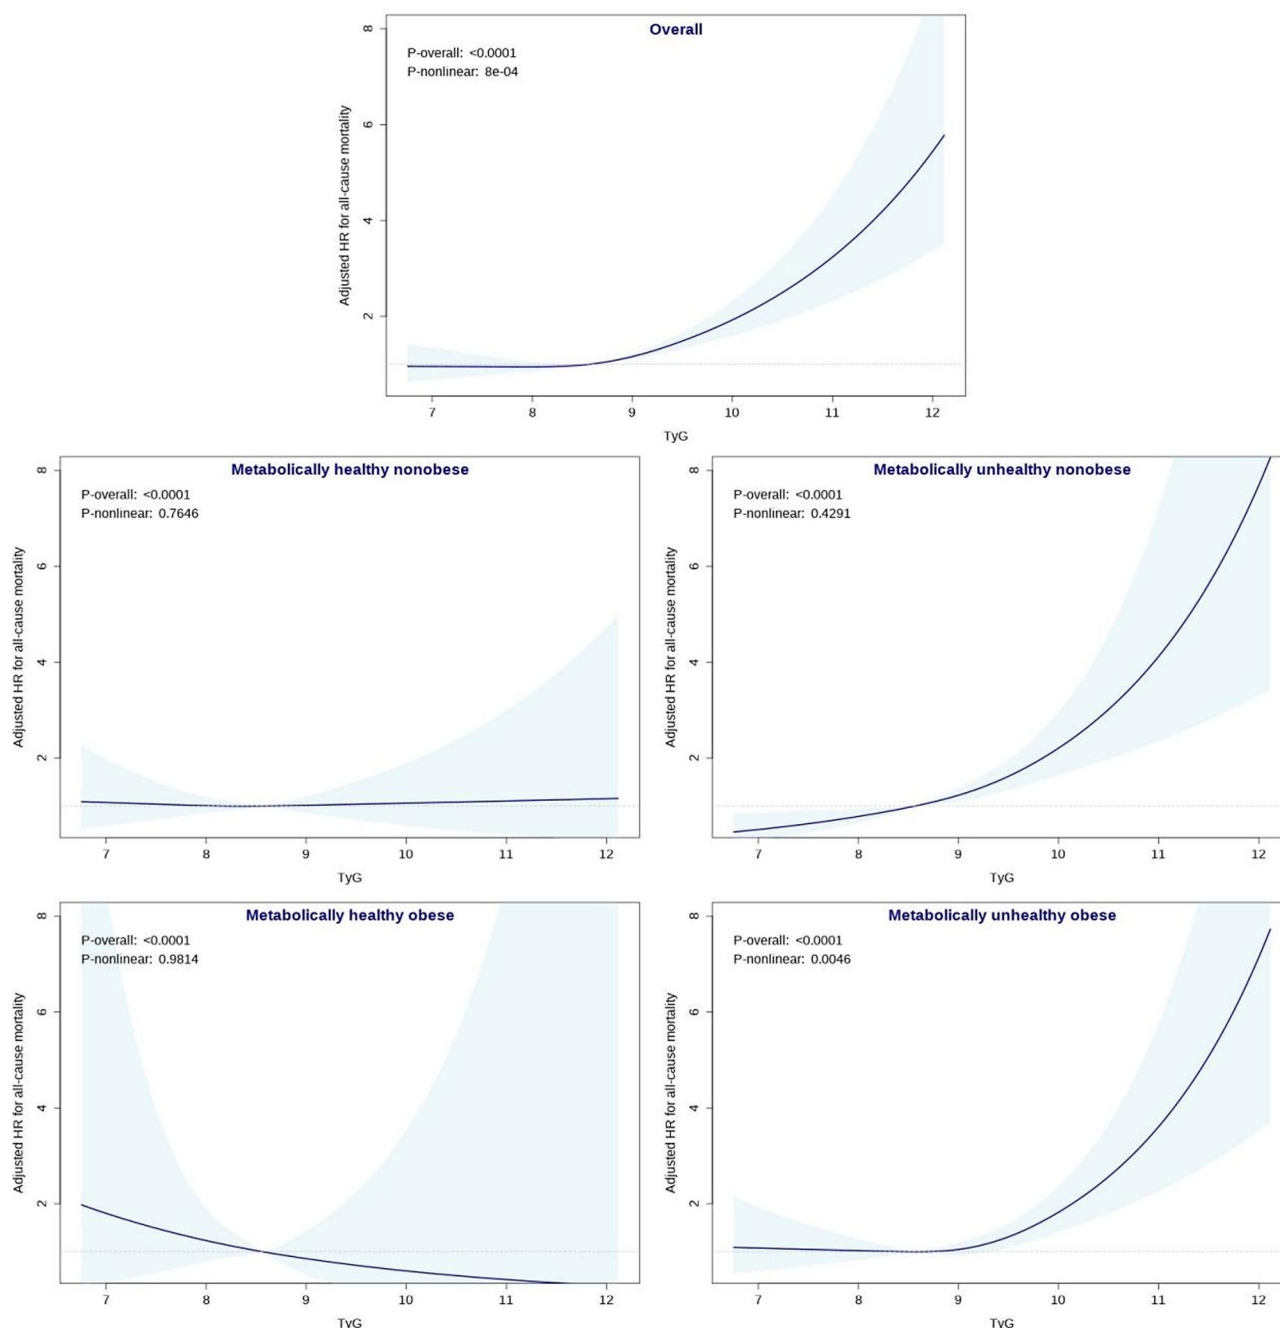 Overall
P-overall: <0.0001
P-nonlinear: 8e-04
Adjusted HR for all-cause mortality
8
6
4
2
7 8 9 10 11 12
TyG
Metabolically healthy nonobese
P-overall: <0.0001
P-nonlinear: 0.7646
Adjusted HR for all-cause mortality
8
6
4
2
7 8 9 10 11 12
TyG
Metabolically unhealthy nonobese
P-overall: <0.0001
P-nonlinear: 0.4291
Adjusted HR for all-cause mortality
8
6
4
2
7 8 9 10 11 12
TyG
Metabolically healthy obese
P-overall: <0.0001
P-nonlinear: 0.9814
Adjusted HR for all-cause mortality
8
6
4
2
7 8 9 10 11 12
TyG
Metabolically unhealthy obese
P-overall: <0.0001
P-nonlinear: 0.0046
Adjusted HR for all-cause mortality
8
6
4
2
7 8 9 10 11 12
TyG